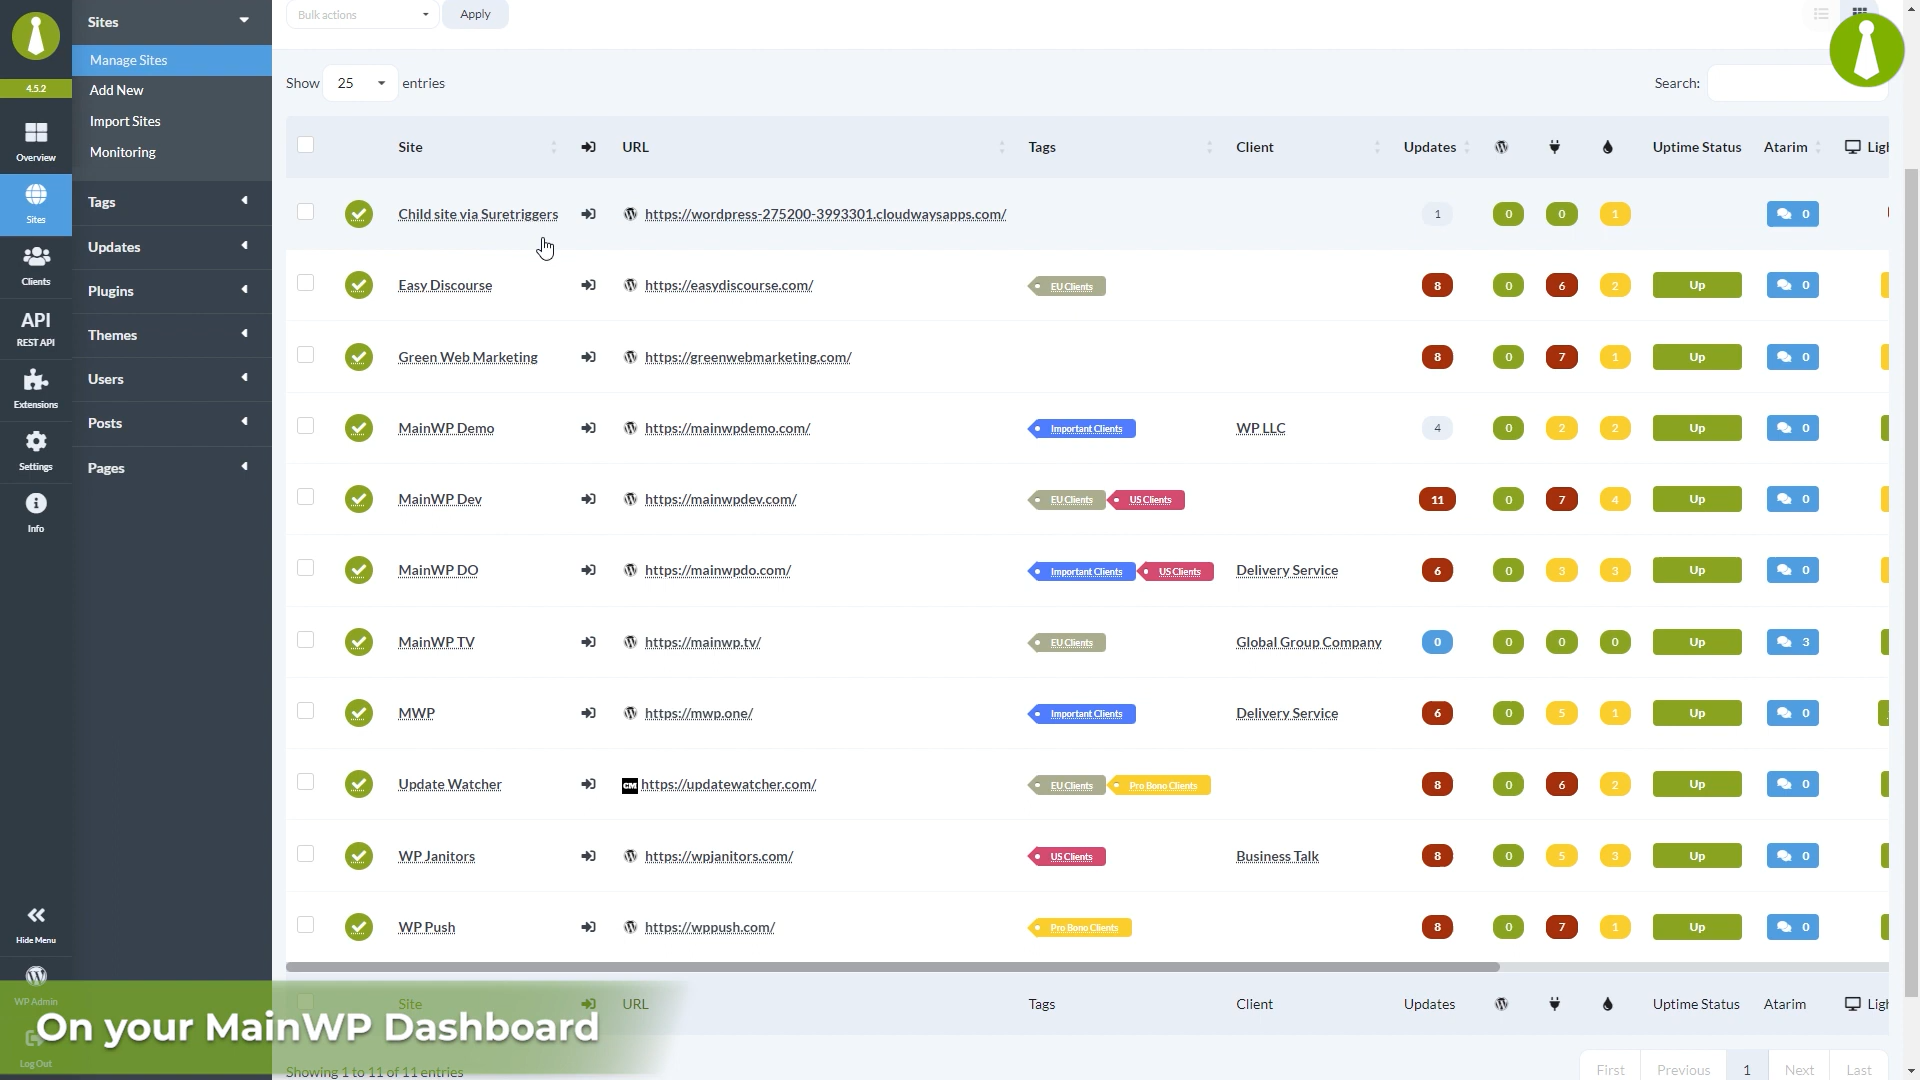 Bulk actions Apply
4.5.2
Overview
Sites
Clients
API
REST API
Extensions
Settings
Info
Hide Menu
WP Admin
Log Out
Sites
Manage Sites
Add New
Import Sites
Monitoring
Tags
Updates
Plugins
Themes
Users
Posts
Pages
Show 25 entries Search:
Site URL Tags Client Updates Uptime Status Atarim Ligh
Child site via Suretriggers https://wordpress-275200-3993301.cloudwaysapps.com/ 1 0 0 1 0
Easy Discourse https://easydiscourse.com/ EU Clients 8 0 6 2 Up 0
Green Web Marketing https://greenwebmarketing.com/ 8 0 7 1 Up 0
MainWP Demo https://mainwpdemo.com/ Important Clients WP LLC 4 0 2 2 Up 0
MainWP Dev https://mainwpdev.com/ EU Clients US Clients 11 0 7 4 Up 0
MainWP DO https://mainwpdo.com/ Important Clients US Clients Delivery Service 6 0 3 3 Up 0
MainWP TV https://mainwp.tv/ EU Clients Global Group Company 0 0 0 0 Up 3
MWP https://mwp.one/ Important Clients Delivery Service 6 0 5 1 Up 0
Update Watcher CM https://updatewatcher.com/ EU Clients Pro Bono Clients 8 0 6 2 Up 0
WP Janitors https://wpjanitors.com/ US Clients Business Talk 8 0 5 3 Up 0
WP Push https://wppush.com/ Pro Bono Clients 8 0 7 1 Up 0
Site URL Tags Client Updates Uptime Status Atarim Ligh
On your MainWP Dashboard
Showing 1 to 11 of 11 entries
First Previous 1 Next Last